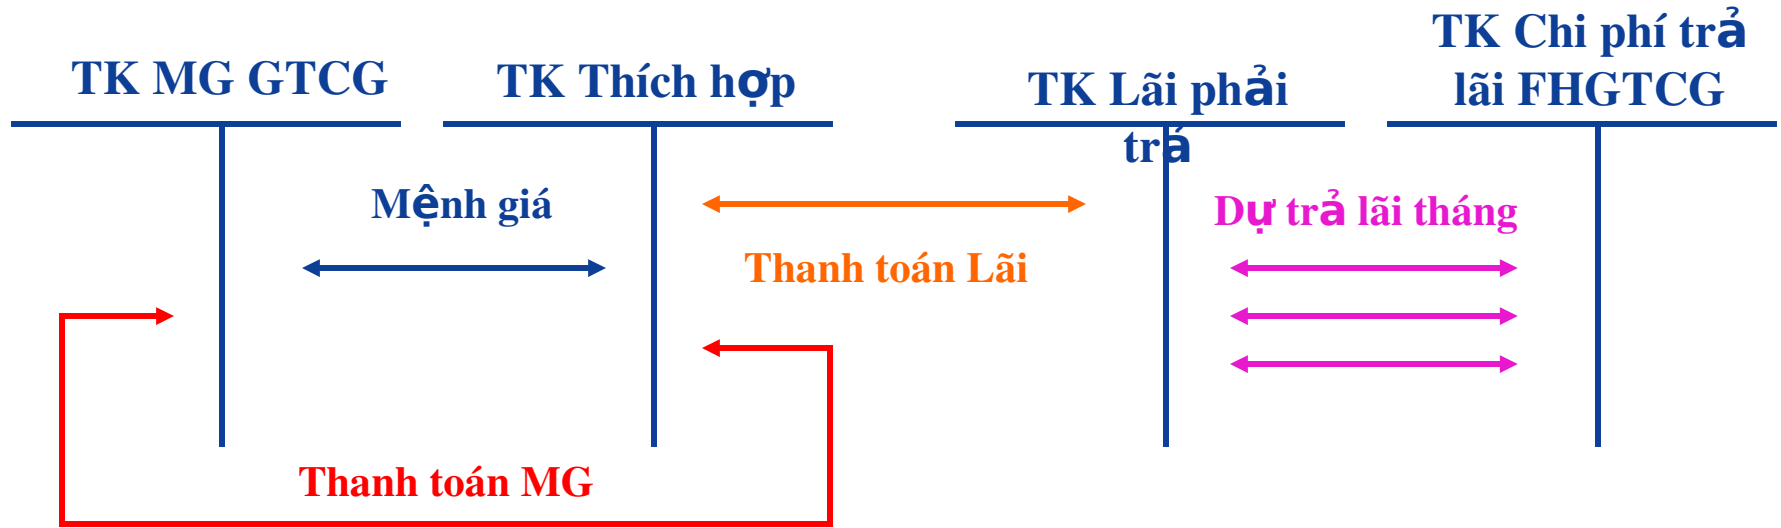 TK MG GTCG
TK Thích hợp
TK Lãi phải
trả
TK Chi phí trả
lãi FHGTCG
Mệnh giá
Thanh toán Lãi
Dự trả lãi tháng
Thanh toán MG